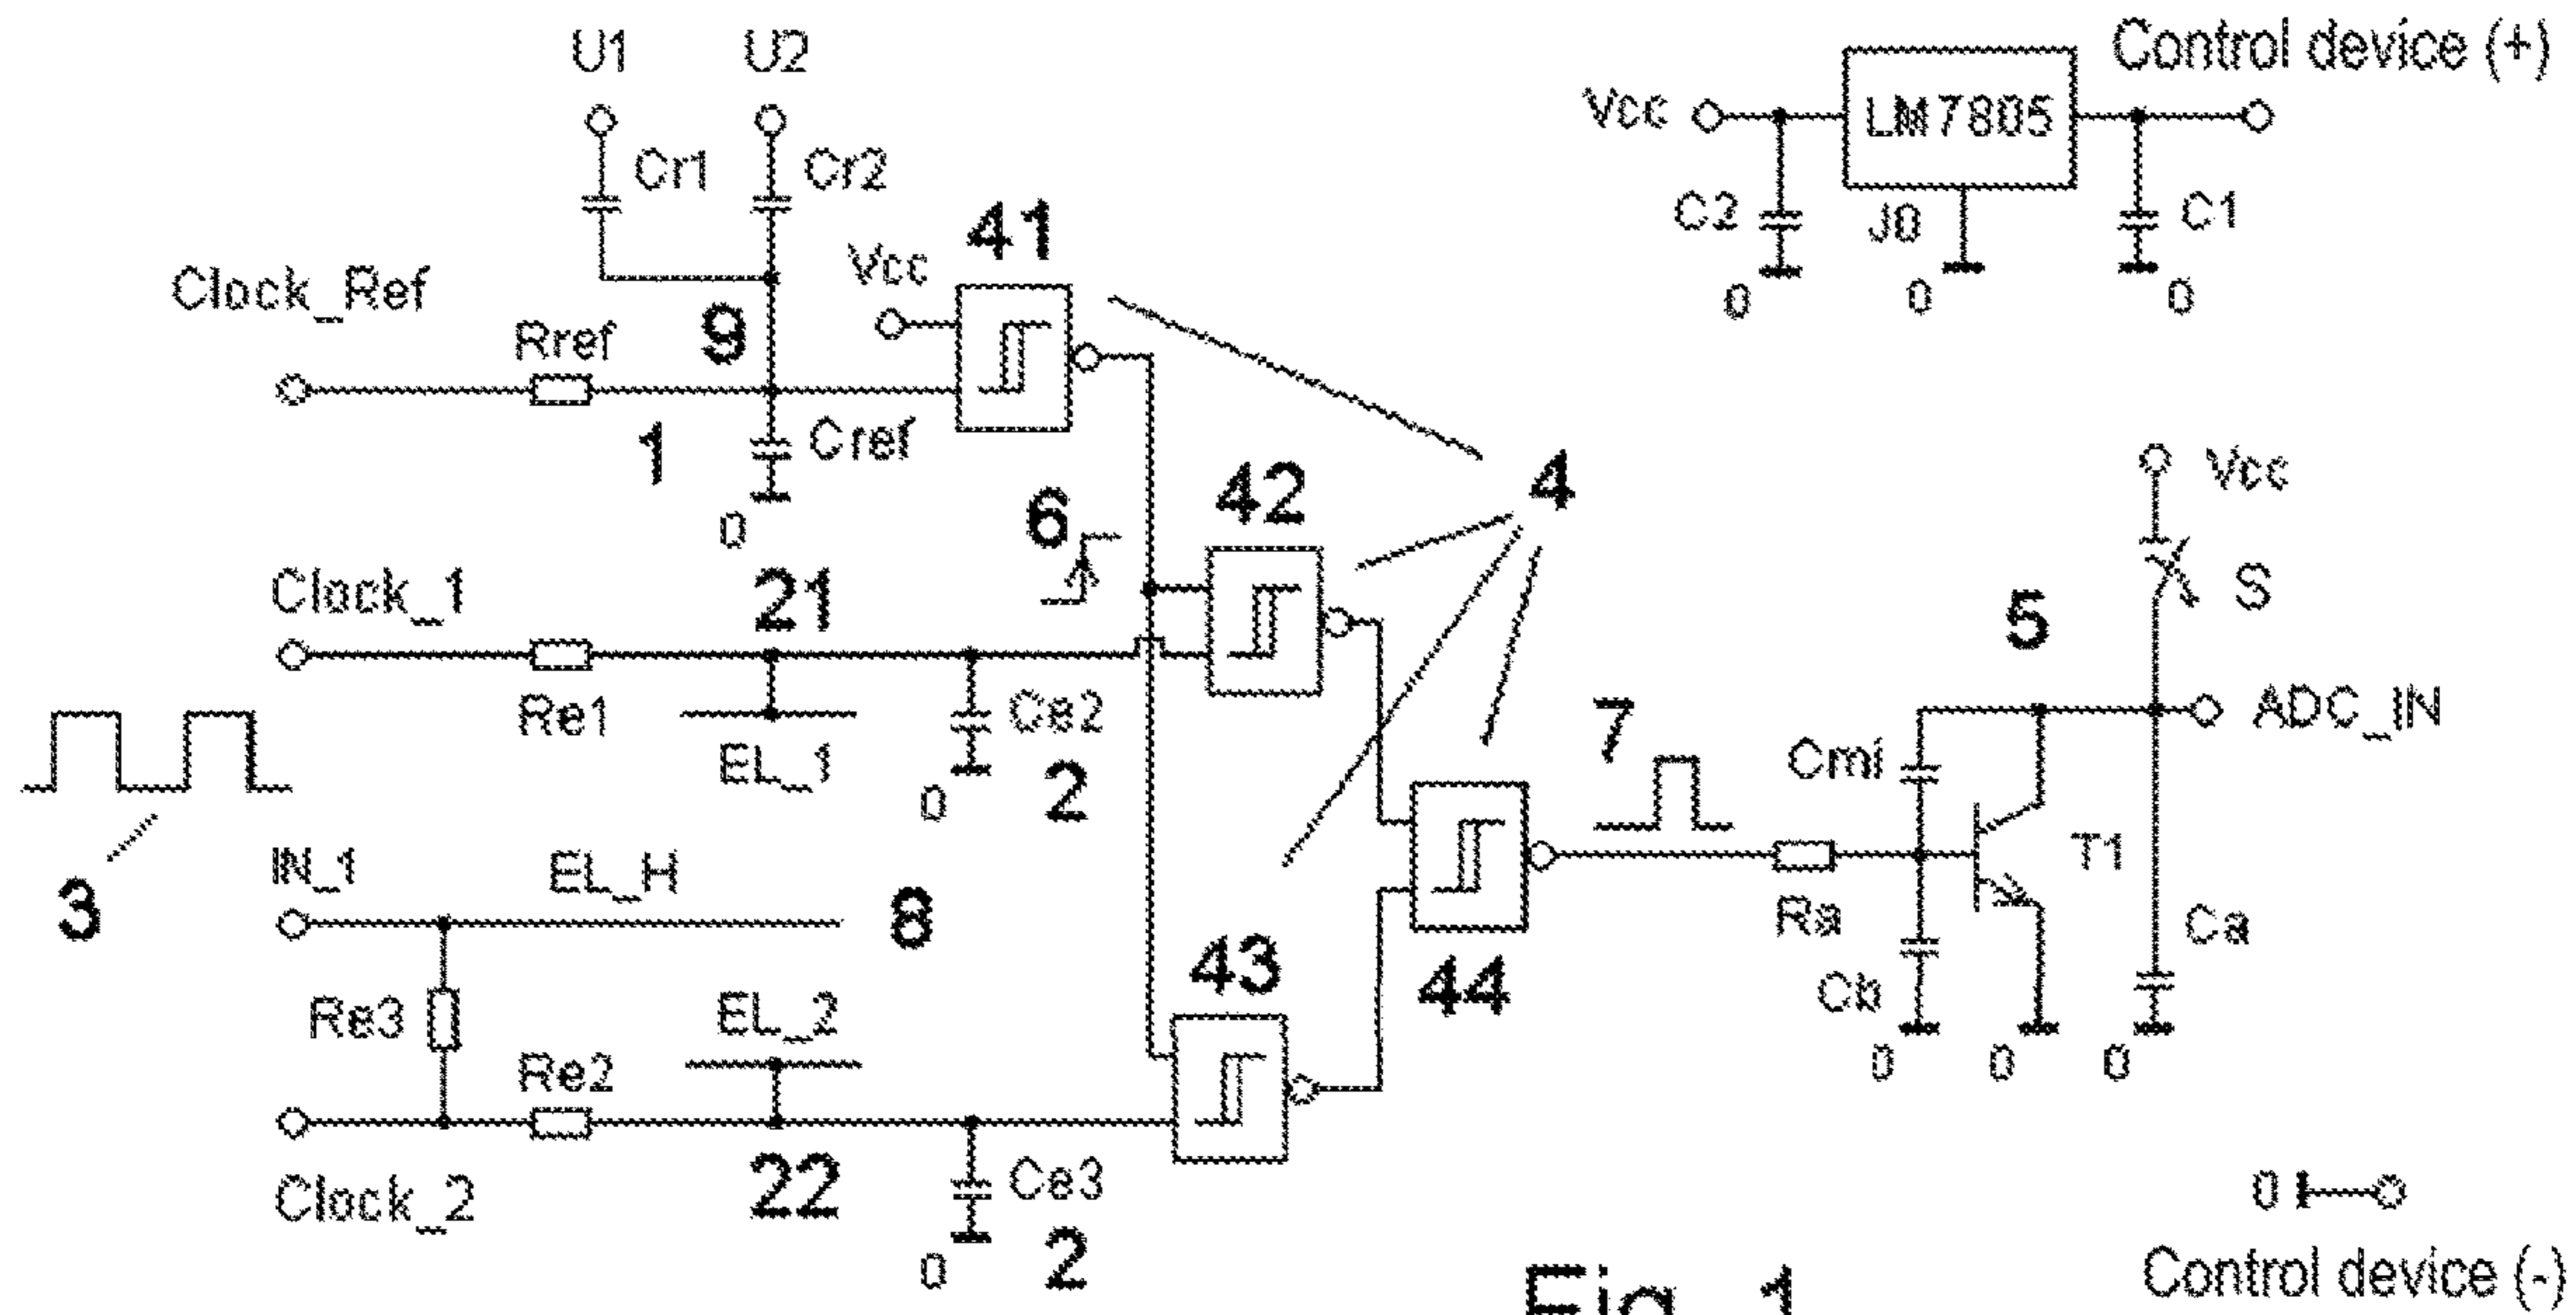 U1 U2
Control device (+)
Vcc LM7805
Cr1 Cr2
C2 J0 C1
0 0 0
41
Vcc
Clock_Ref
Rref 9
1 Cref
0
6 42 4
Vcc
S
Clock_1 21
5
Re1 EL_1 Ce2
0 2
7
ADC_IN
Cmi
3
IN_1 EL_H 8
T1
Ra
Ca
43 44
Cb
Re3 EL_2
0 0 0
Re2
Clock_2 22 Ce3
0 2
0
Control device (-)
Fig. 1